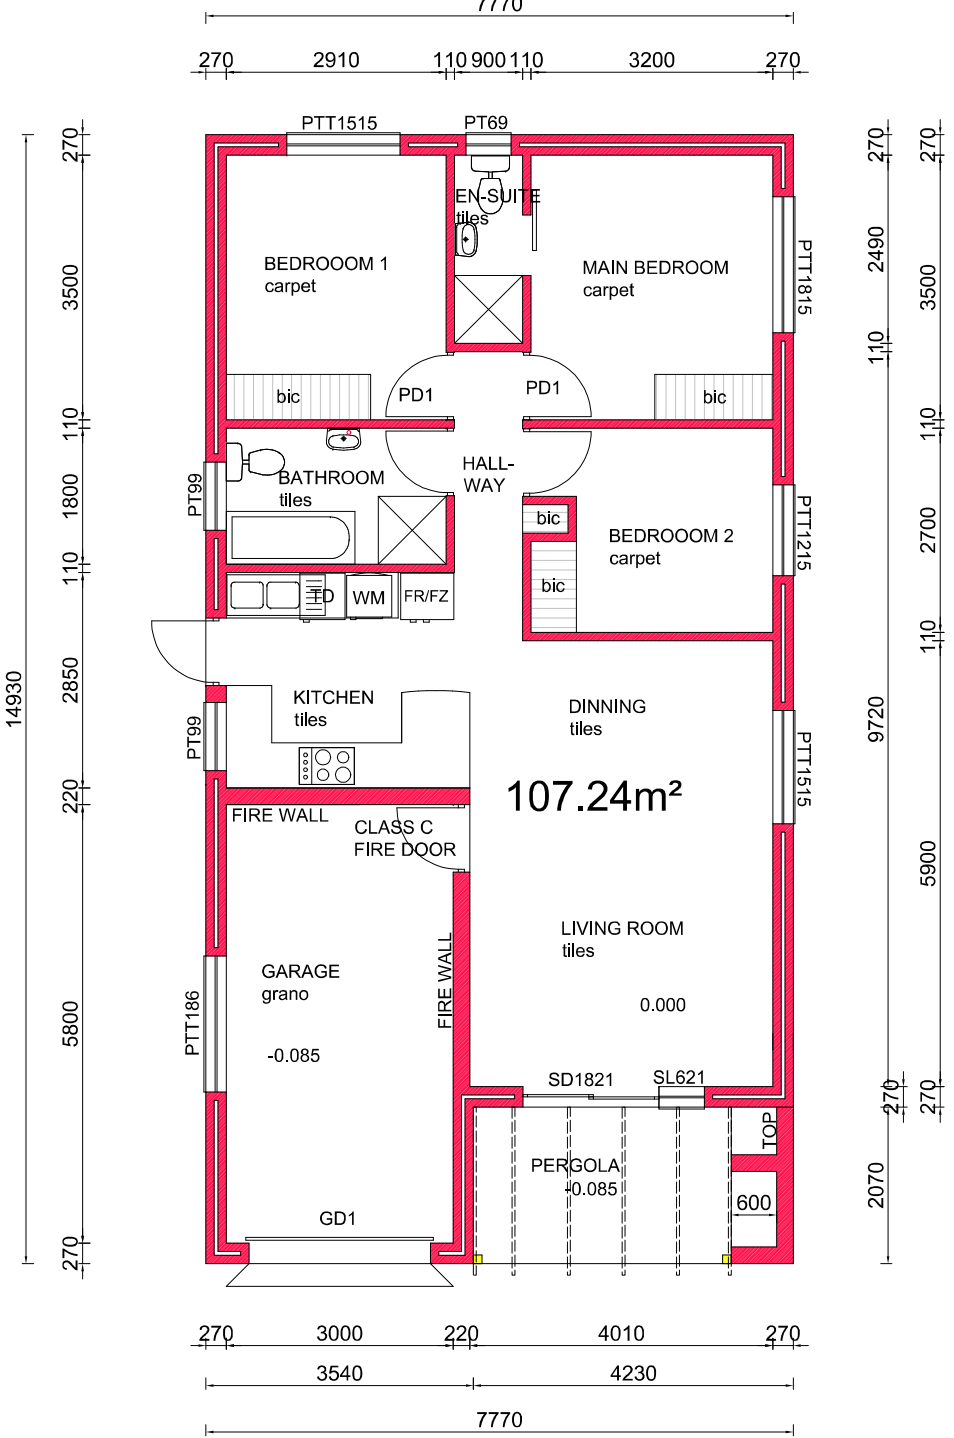 7770
270 2910 110 900 110 3200 270
PTT1515
PT69
EN-SUITE
tiles
BEDROOOM 1
carpet
MAIN BEDROOM
carpet
PTT1815
bic
PD1
PD1
bic
HALL-
WAY
BATHROOM
tiles
PT99
bic
bic
BEDROOOM 2
carpet
PTT1215
TD
WM
FR/FZ
KITCHEN
tiles
PT99
DINNING
tiles
PTT1515
107.24m²
FIRE WALL
CLASS C
FIRE DOOR
LIVING ROOM
tiles
FIRE WALL
GARAGE
grano
PTT186
0.000
-0.085
SD1821
SL621
TOP
PERGOLA
-0.085
600
GD1
14930
270
3500
110
1800
110
2850
220
5800
270
270
2490
110
9720
270
2070
270
3500
110
2700
110
5900
270
270 3000 220 4010 270
3540 4230
7770